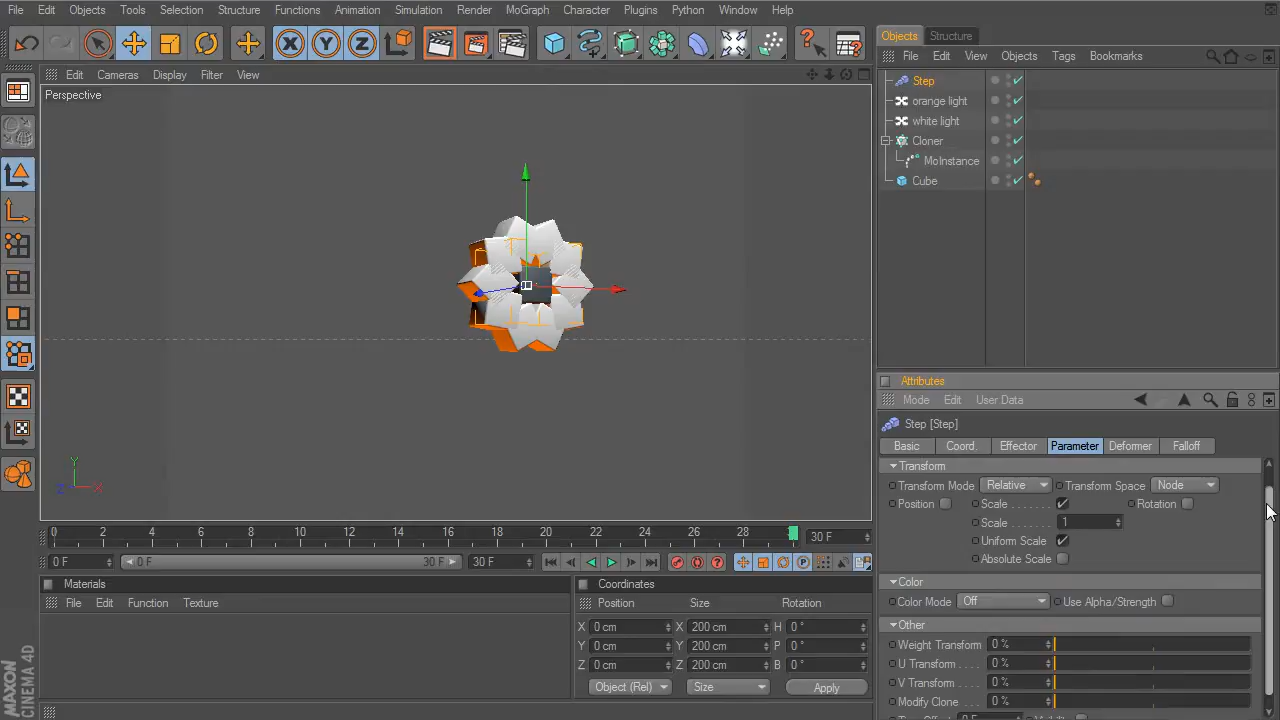 File Edit Objects Tools Selection Structure Functions Animation Simulation Render MoGraph Character Plugins Python Window Help
Edit Cameras Display Filter View
Perspective
Y
Z X
0 2 4 6 8 10 12 14 16 18 20 22 24 26 28 30 F
0 F 0 F 30 F 30 F
Materials
File Edit Function Texture
Coordinates
Position Size Rotation
X 0 cm X 200 cm H 0 °
Y 0 cm Y 200 cm P 0 °
Z 0 cm Z 200 cm B 0 °
Object (Rel) Size Apply
MAXON
CINEMA 4D
Objects Structure
File Edit View Objects Tags Bookmarks
Step
orange light
white light
Cloner
MoInstance
Cube
Attributes
Mode Edit User Data
Step [Step]
Basic Coord. Effector Parameter Deformer Falloff
Transform
Transform Mode Relative Transform Space Node
Position Scale . . . . . . . Rotation
Scale . . . . . . . 1
Uniform Scale
Absolute Scale
Color
Color Mode Off Use Alpha/Strength
Other
Weight Transform 0 %
U Transform . . . . 0 %
V Transform . . . . 0 %
Modify Clone . . . 0 %